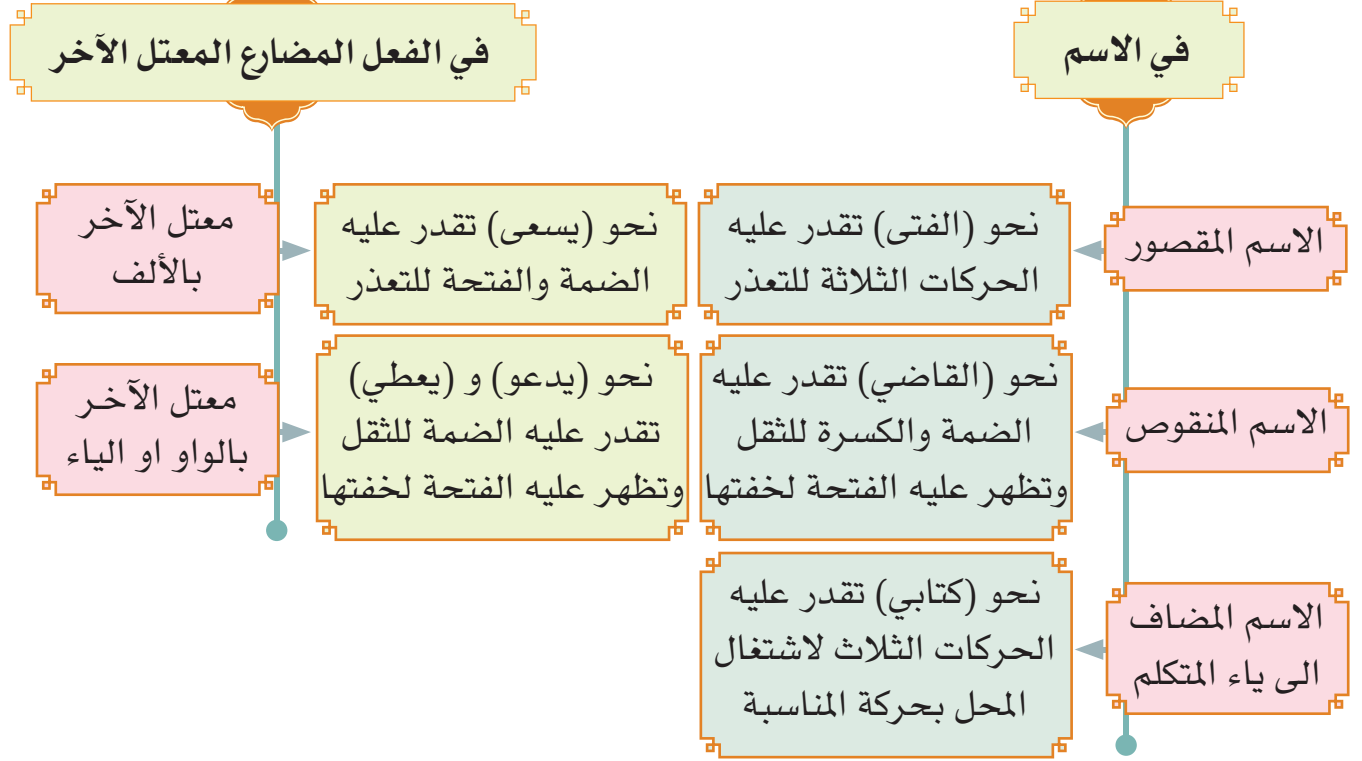 في الاسم
الاسم المقصور
نحو (الفتى) تقدر عليه
الحركات الثلاثة للتعذر
الاسم المنقوص
نحو (القاضي) تقدر عليه
الضمة والكسرة للثقل
وتظهر عليه الفتحة لخفتها
الاسم المضاف
الى ياء المتكلم
نحو (كتابي) تقدر عليه
الحركات الثلاث لاشتغال
المحل بحركة المناسبة
في الفعل المضارع المعتل الآخر
معتل الآخر
بالألف
نحو (يسعى) تقدر عليه
الضمة والفتحة للتعذر
معتل الآخر
بالواو او الياء
نحو (يدعو) و (يعطي)
تقدر عليه الضمة للثقل
وتظهر عليه الفتحة لخفتها